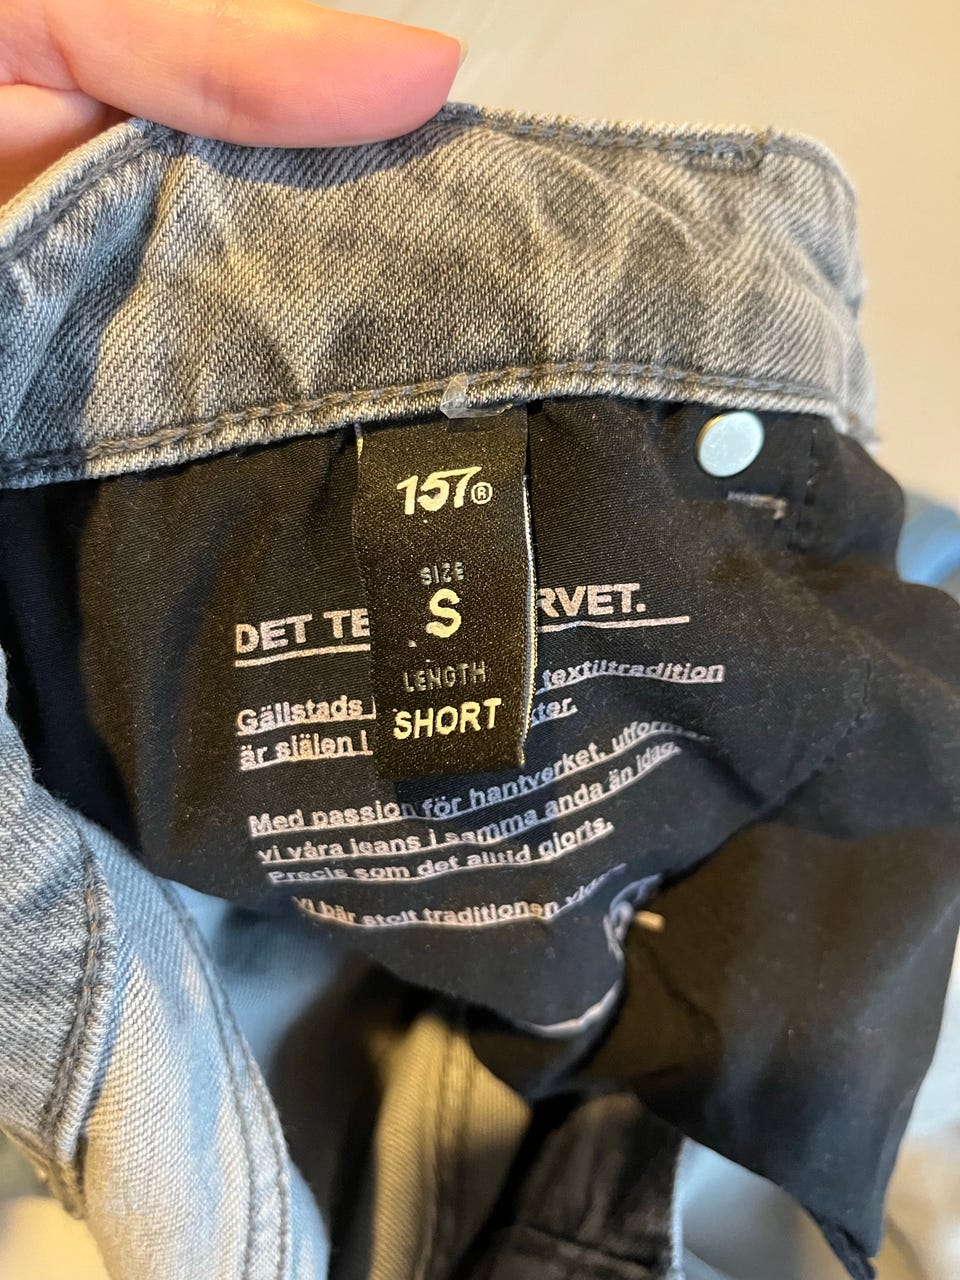 157®
SIZE
S
LENGTH
SHORT
DET TE RVET.
Gällstads textiltradition
är själen i kter.
Med passion för hantverket, utform
vi våra jeans i samma anda än idag.
Precis som det alltid gjorts.
Vi bär stolt traditionen vidare